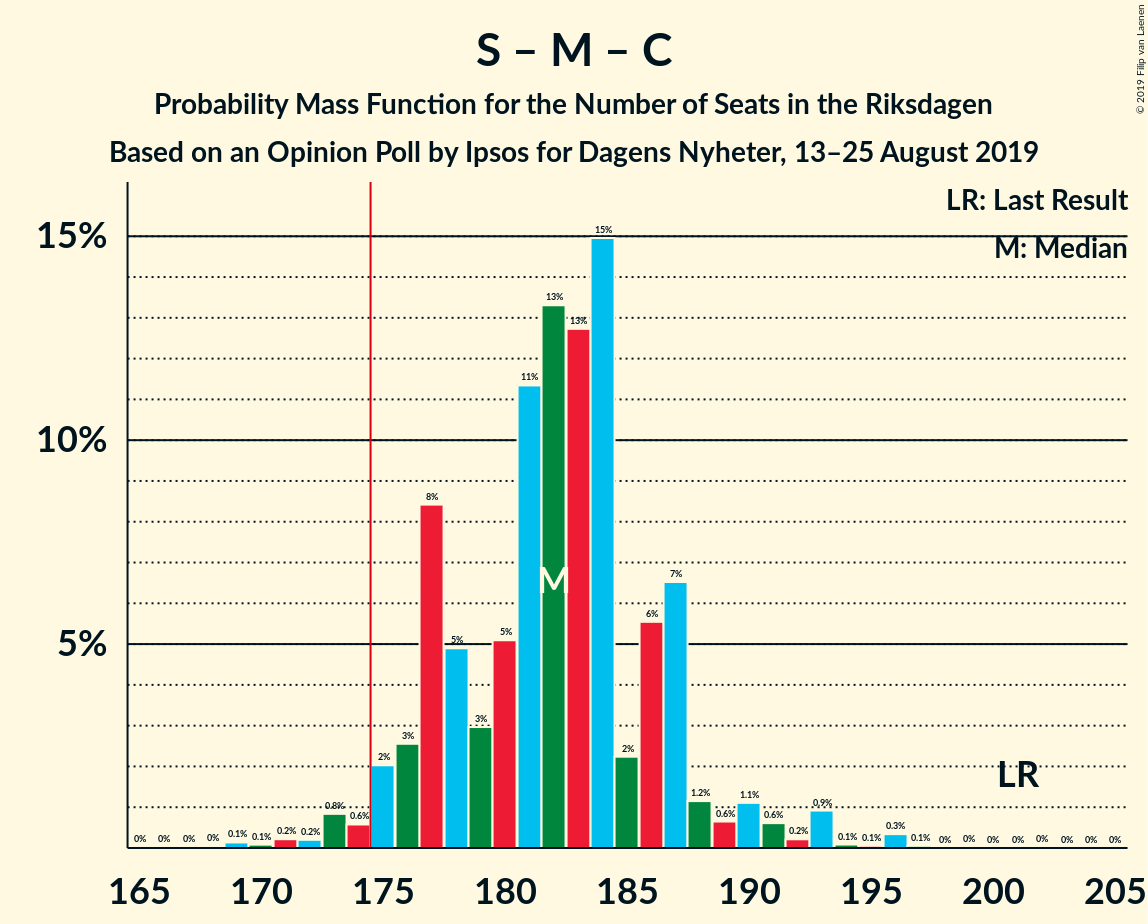 S – M – C
Probability Mass Function for the Number of Seats in the Riksdagen
Based on an Opinion Poll by Ipsos for Dagens Nyheter, 13–25 August 2019
© 2019 Filip van Laenen
LR: Last Result
M: Median
15%
10%
5%
0% 0% 0% 0% 0.1% 0.1% 0.2% 0.2% 0.8% 0.6% 2% 3% 8% 5% 3% 5% 11% 13% 13% 15% 2% 6% 7% 1.2% 0.6% 1.1% 0.6% 0.2% 0.9% 0.1% 0.1% 0.3% 0.1% 0% 0% 0% 0% 0% 0% 0% 0%
M
LR
165 170 175 180 185 190 195 200 205